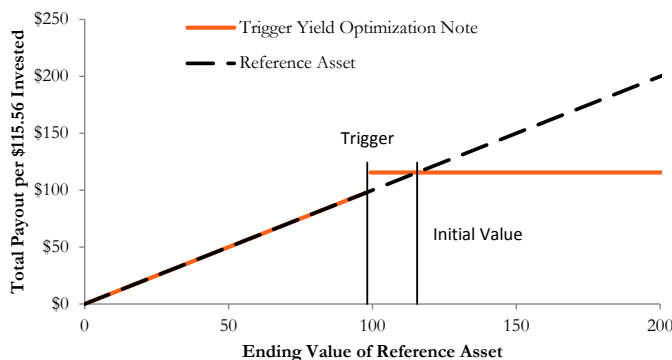 $250
$200
$150
$100
$50
$0
Total Payout per $115.56 Invested
Trigger Yield Optimization Note
Reference Asset
Trigger
Initial Value
0
50
100
150
200
Ending Value of Reference Asset